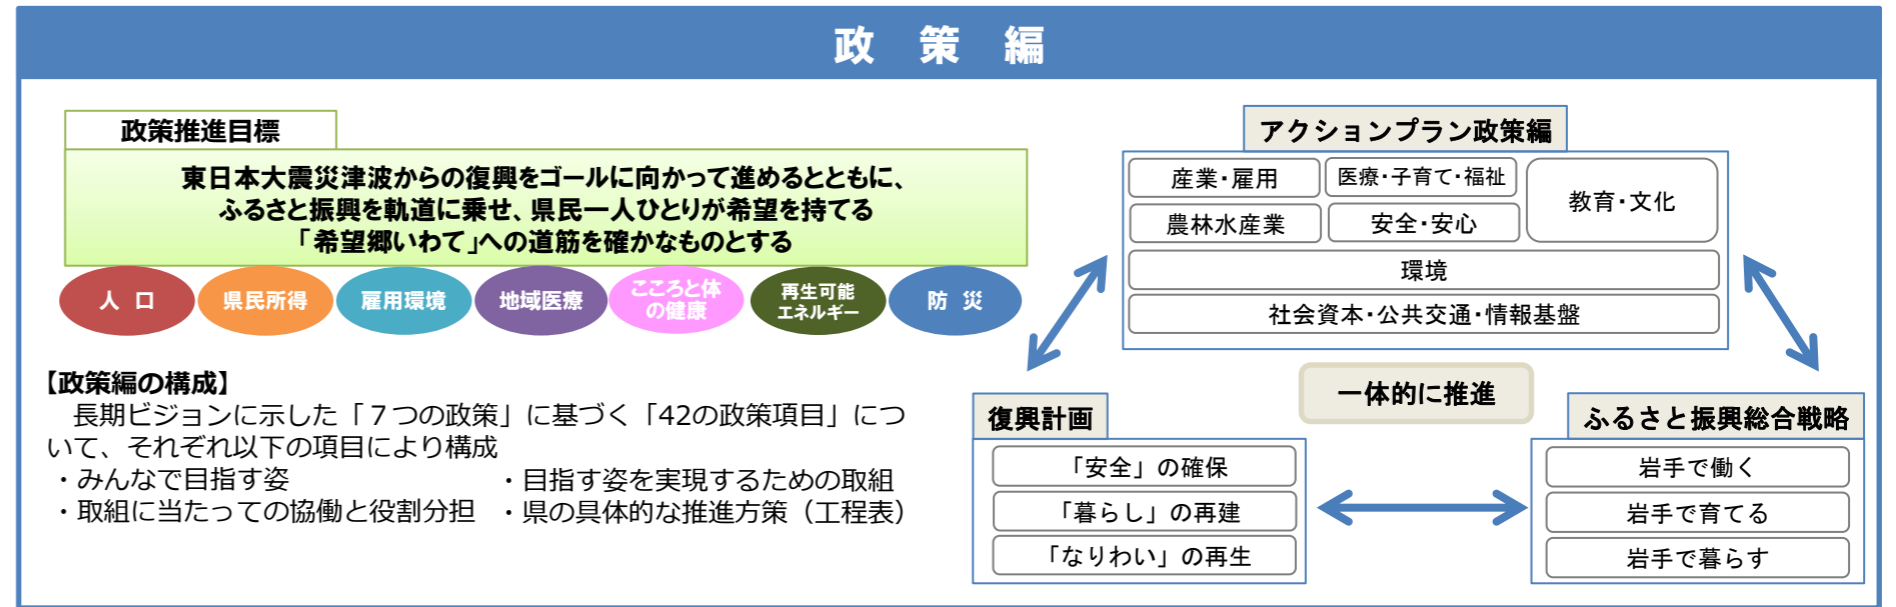 政策編
政策推進目標
東日本大震災津波からの復興をゴールに向かって進めるとともに、
ふるさと振興を軌道に乗せ、県民一人ひとりが希望を持てる
「希望郷いわて」への道筋を確かなものとする
人口
県民所得
雇用環境
地域医療
こころと体
の健康
再生可能
エネルギー
防災
【政策編の構成】
長期ビジョンに示した「７つの政策」に基づく「42の政策項目」につ
いて、それぞれ以下の項目により構成
・みんなで目指す姿 ・目指す姿を実現するための取組
・取組に当たっての協働と役割分担 ・県の具体的な推進方策（工程表）
アクションプラン政策編
産業・雇用
医療・子育て・福祉
教育・文化
農林水産業
安全・安心
環境
社会資本・公共交通・情報基盤
一体的に推進
復興計画
「安全」の確保
「暮らし」の再建
「なりわい」の再生
ふるさと振興総合戦略
岩手で働く
岩手で育てる
岩手で暮らす